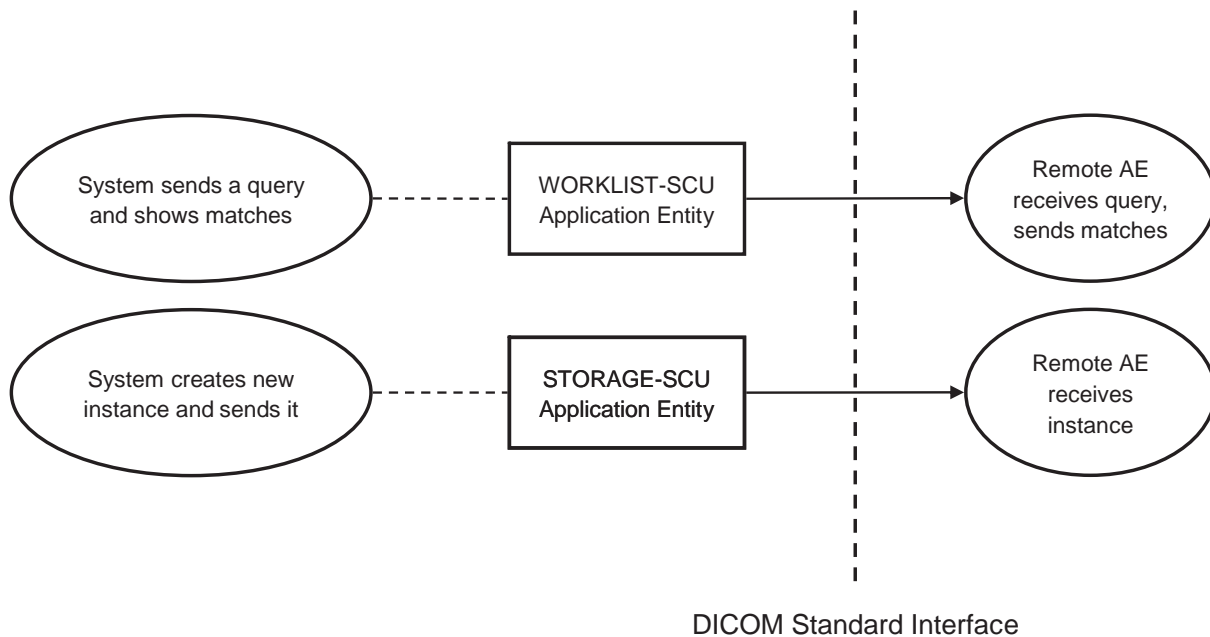 System sends a query
and shows matches
WORKLIST-SCU
Application Entity
Remote AE
receives query,
sends matches
System creates new
instance and sends it
STORAGE-SCU
Application Entity
Remote AE
receives
instance
DICOM Standard Interface